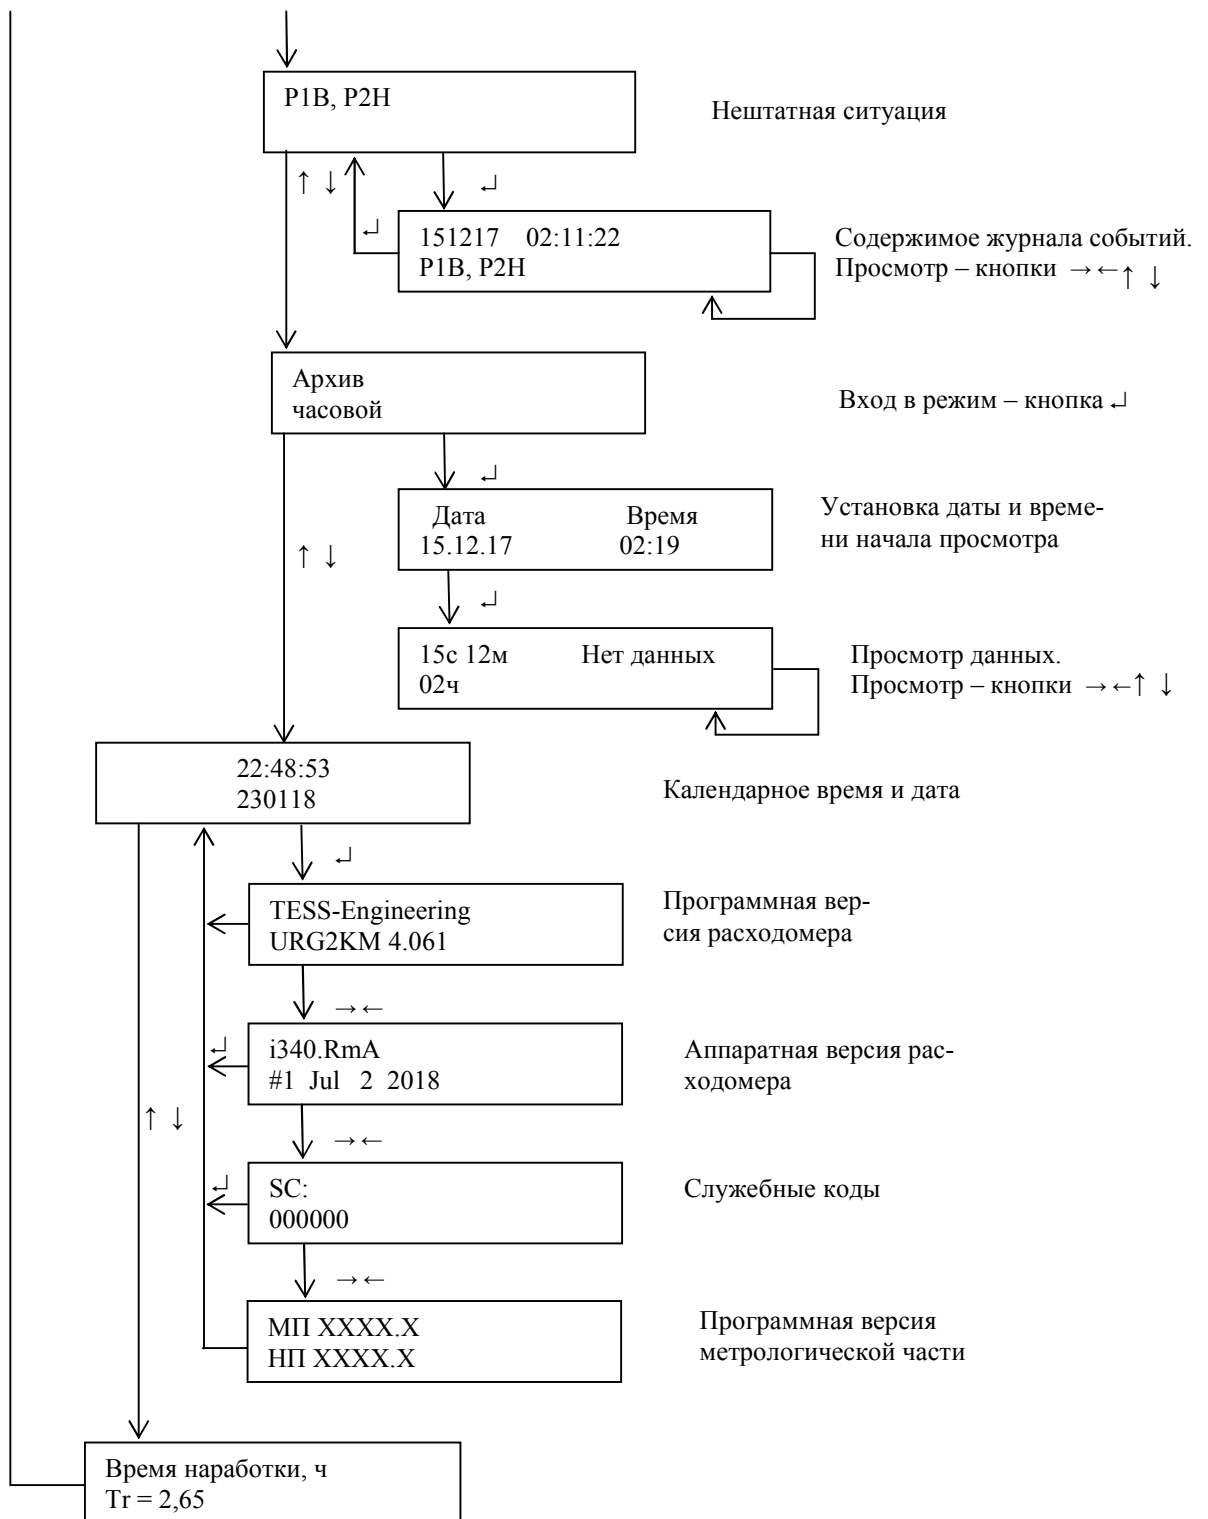 P1B, P2H
Нештатная ситуация
↑ ↓
↵
↵
151217 02:11:22
P1B, P2H
Содержимое журнала событий.
Просмотр – кнопки →←↑ ↓
Архив
часовой
Вход в режим – кнопка ↵
↵
Дата Время
15.12.17 02:19
Установка даты и време-
ни начала просмотра
↑ ↓
↵
15с 12м Нет данных
02ч
Просмотр данных.
Просмотр – кнопки →←↑ ↓
22:48:53
230118
Календарное время и дата
↵
TESS-Engineering
URG2KM 4.061
Программная вер-
сия расходомера
→←
↵
i340.RmA
#1 Jul 2 2018
Аппаратная версия рас-
ходомера
↑ ↓
→←
↵
SC:
000000
Служебные коды
→←
МП XXXX.X
НП XXXX.X
Программная версия
метрологической части
Время наработки, ч
Tr = 2,65